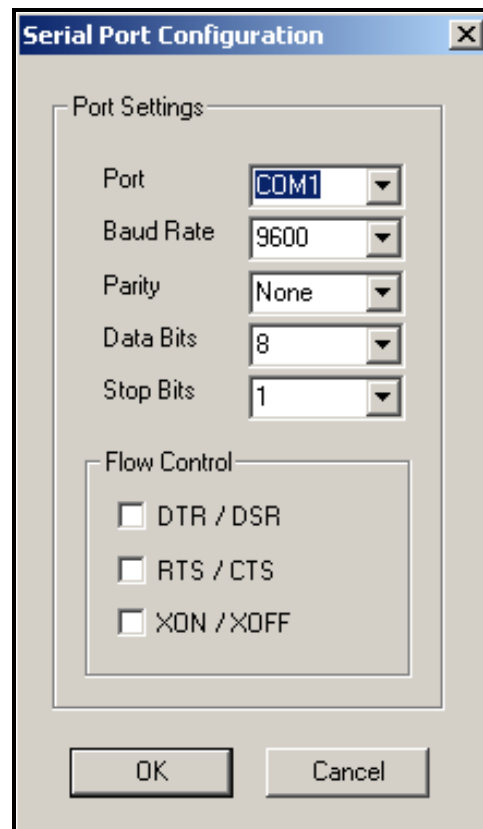 Serial Port Configuration
Port Settings
Port COM1
Baud Rate 9600
Parity None
Data Bits 8
Stop Bits 1
Flow Control
DTR / DSR
RTS / CTS
XON / XOFF
OK Cancel